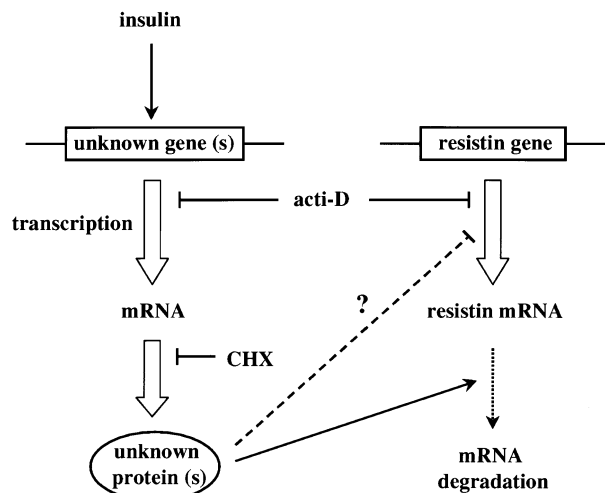 insulin
unknown gene (s)
resistin gene
acti-D
transcription
?
mRNA
resistin mRNA
CHX
unknown
protein (s)
mRNA
degradation